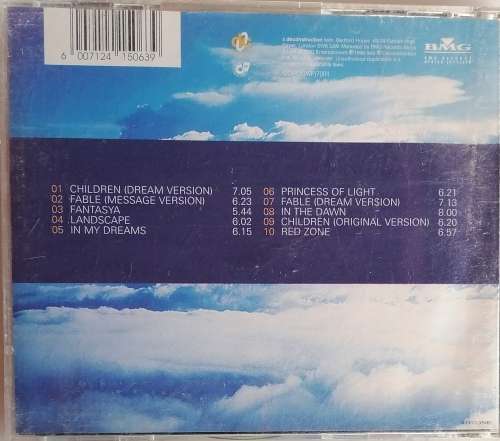 6 007124 150639
a deconstruction
BMG
01 CHILDREN (DREAM VERSION) 7.05
02 FABLE (MESSAGE VERSION) 6.23
03 FANTASYA 5.44
04 LANDSCAPE 6.02
05 IN MY DREAMS 6.15
06 PRINCESS OF LIGHT 6.21
07 FABLE (DREAM VERSION) 7.13
08 IN THE DAWN 8.00
09 CHILDREN (ORIGINAL VERSION) 6.20
10 RED ZONE 6.57